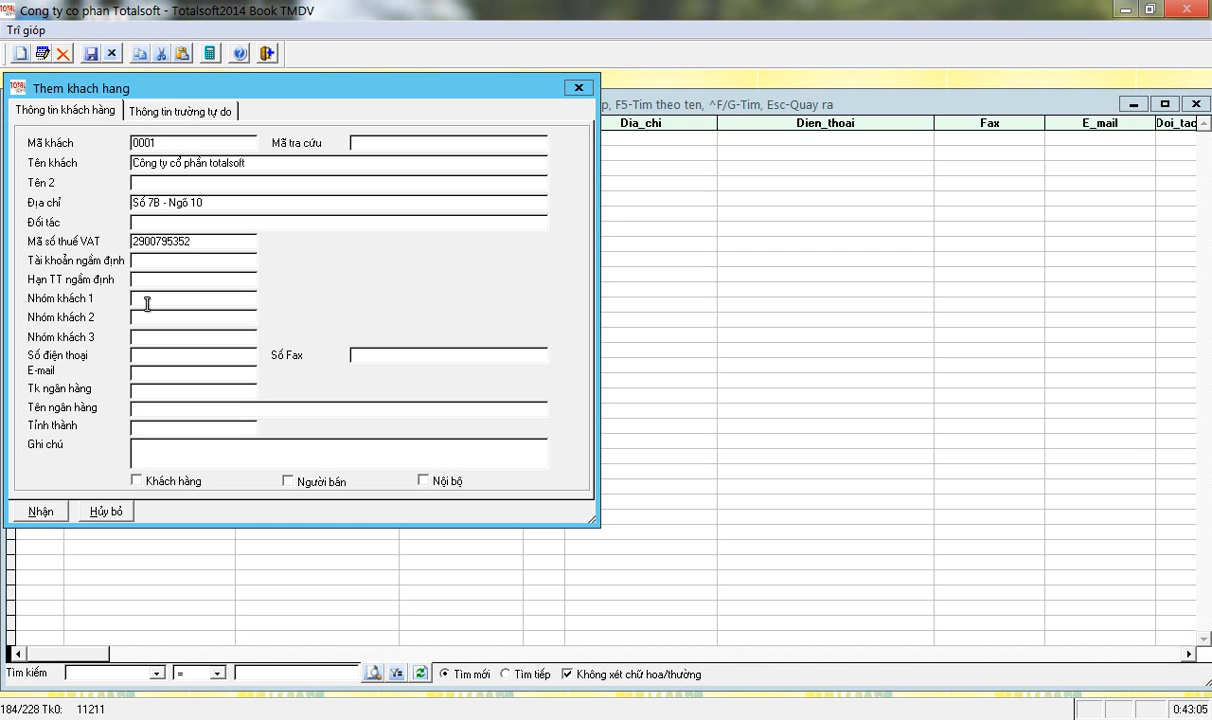 Cong ty co phan Totalsoft - Totalsoft2014 Book TMDV
Trî gióp
Them khach hang
p, F5-Tim theo ten, ^F/G-Tim, Esc-Quay ra
Thông tin khách hàng
Thông tin trường tự do
Dia_chi
Dien_thoai
Fax
E_mail
Doi_tac
Mã khách 0001 Mã tra cứu
Tên khách Công ty cổ phần totalsoft
Tên 2
Địa chỉ Số 7B - Ngõ 10
Đối tác
Mã số thuế VAT 2900795352
Tài khoản ngầm định
Hạn TT ngầm định
Nhóm khách 1
Nhóm khách 2
Nhóm khách 3
Số điện thoại Số Fax
E-mail
Tk ngân hàng
Tên ngân hàng
Tỉnh thành
Ghi chú
Khách hàng Người bán Nội bộ
Nhận Hủy bỏ
Tìm kiếm = Tìm mới Tìm tiếp Không xét chữ hoa/thường
184/228 Tk0: 11211 0:43:05